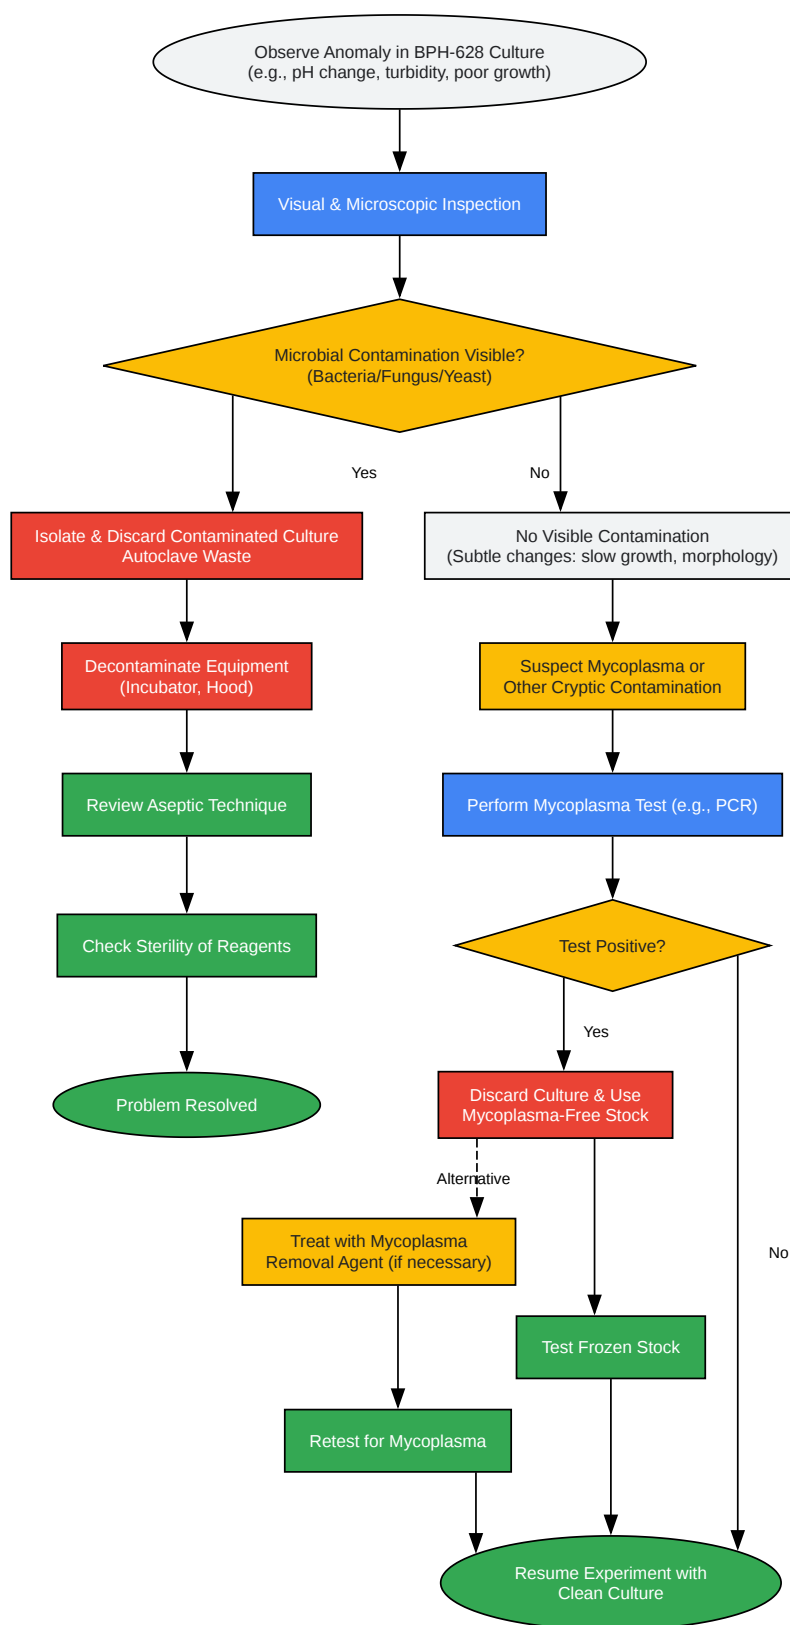 Observe Anomaly in BPH-628 Culture
(e.g., pH change, turbidity, poor growth)
Visual & Microscopic Inspection
Microbial Contamination Visible?
(Bacteria/Fungus/Yeast)
Yes
No
Isolate & Discard Contaminated Culture
Autoclave Waste
No Visible Contamination
(Subtle changes: slow growth, morphology)
Decontaminate Equipment
(Incubator, Hood)
Suspect Mycoplasma or
Other Cryptic Contamination
Review Aseptic Technique
Perform Mycoplasma Test (e.g., PCR)
Check Sterility of Reagents
Test Positive?
Yes
Problem Resolved
Discard Culture & Use
Mycoplasma-Free Stock
Alternative
Treat with Mycoplasma
Removal Agent (if necessary)
No
Test Frozen Stock
Retest for Mycoplasma
Resume Experiment with
Clean Culture